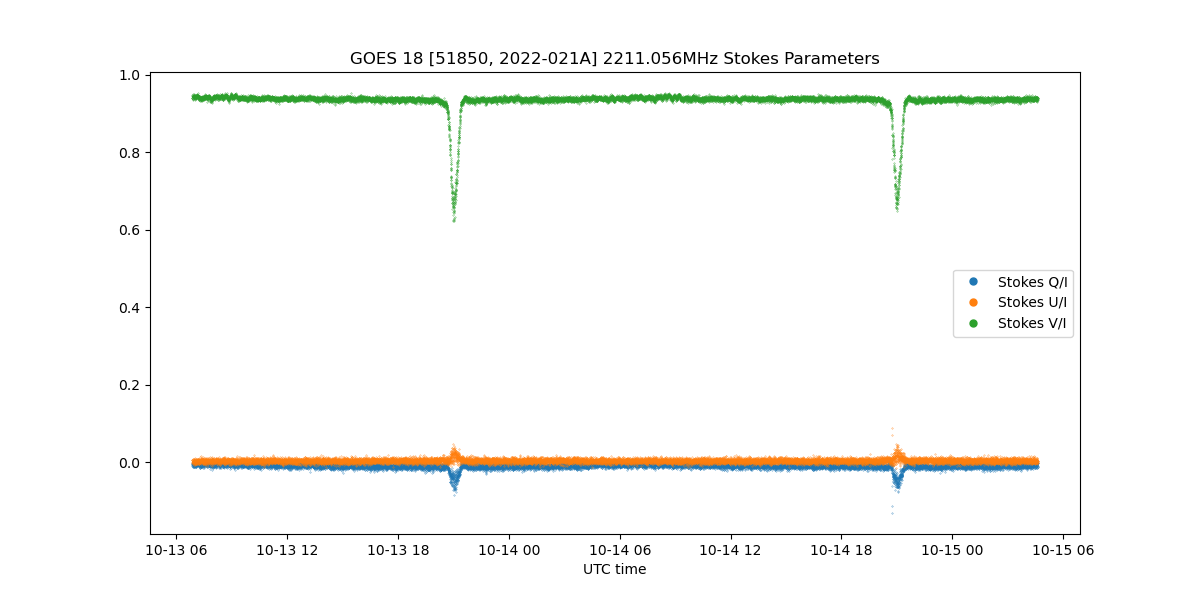 GOES 18 [51850, 2022-021A] 2211.056MHz Stokes Parameters
1.0
0.8
0.6
0.4
0.2
0.0
Stokes Q/I
Stokes U/I
Stokes V/I
10-13 06 10-13 12 10-13 18 10-14 00 10-14 06 10-14 12 10-14 18 10-15 00 10-15 06
UTC time